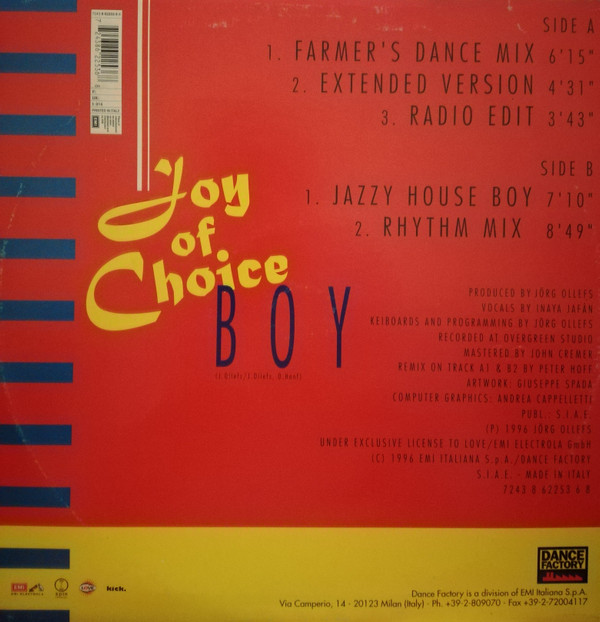 SIDE A
1. FARMER'S DANCE MIX 6'15"
2. EXTENDED VERSION 4'31"
3. RADIO EDIT 3'43"
SIDE B
1. JAZZY HOUSE BOY 7'10"
2. RHYTHM MIX 8'49"
Joy
of
Choice
BOY
PRODUCED BY JÖRG OLLEFS
VOCALS BY INAYA JAFÁN
KEIBOARDS AND PROGRAMMING BY JÖRG OLLEFS
RECORDED AT OVERGREEN STUDIO
MASTERED BY JOHN CREMER
REMIX ON TRACK A1 & B2 BY PETER HOFF
ARTWORK: GIUSEPPE SPADA
COMPUTER GRAPHICS: ANDREA CAPPELLETTI
PUBL.: S.I.A.E.
(P) 1996 JÖRG OLLEFS
UNDER EXCLUSIVE LICENSE TO LOVE/EMI ELECTROLA GmbH
(C) 1996 EMI ITALIANA S.p.A./DANCE FACTORY
S.I.A.E. - MADE IN ITALY
7243 8 62253 6 0
EMI
kick.
DANCE
FACTORY
Dance Factory is a division of EMI Italiana S.p.A.
Via Camperio, 14 - 20123 Milan (Italy) - Ph. +39-2-809070 - Fax +39-2-72004117